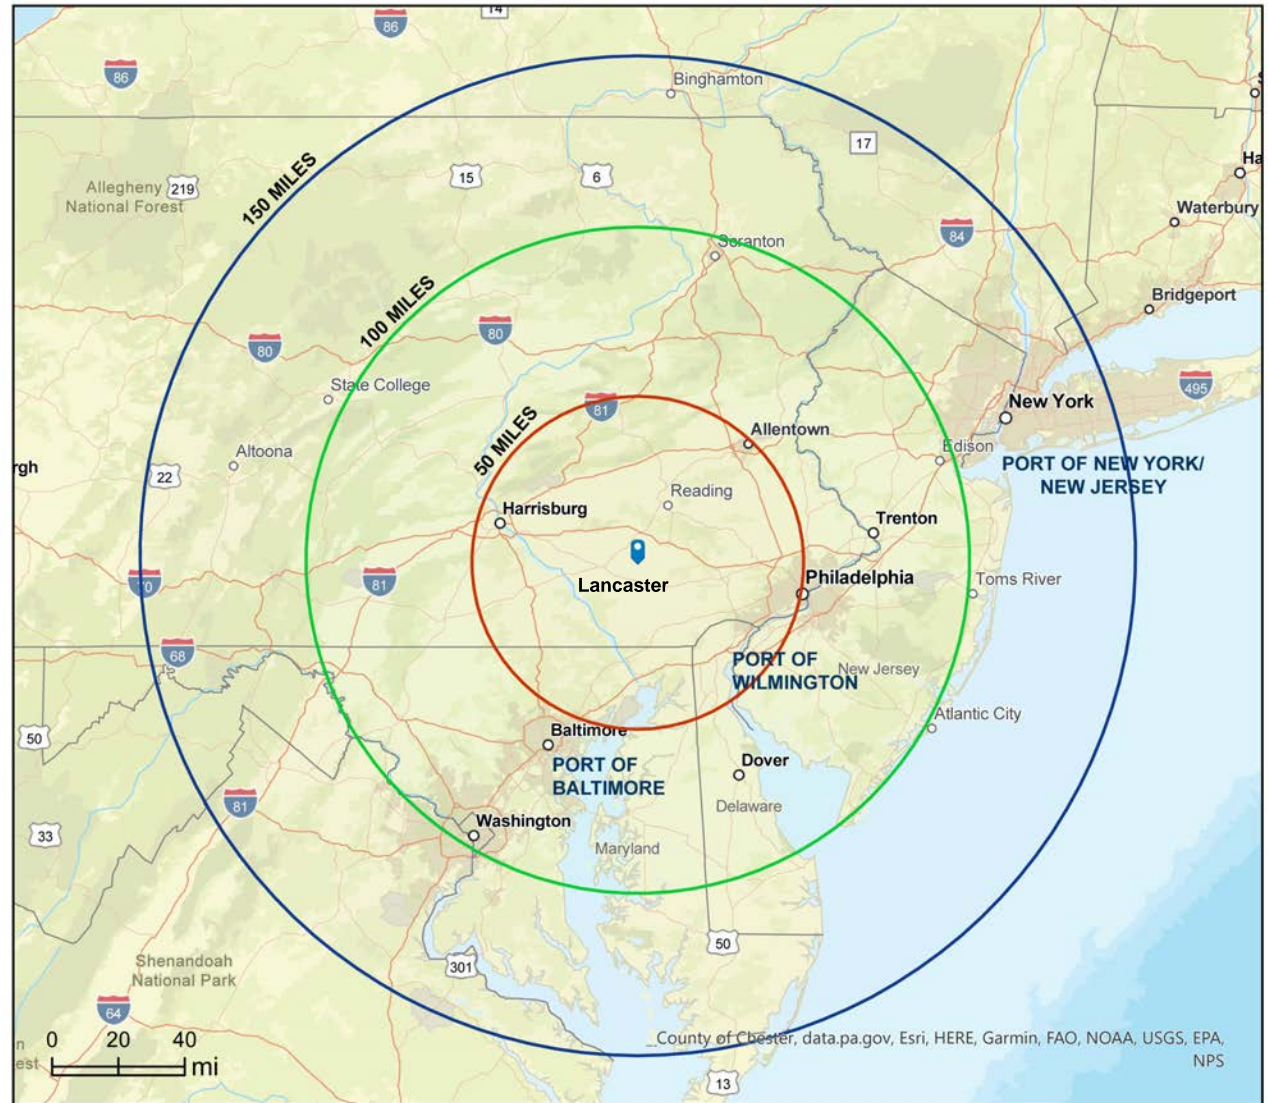 14
86
86
Binghamton
17
150 MILES
15
6
Allegheny
National Forest
219
Ha
Waterbury
84
Scranton
100 MILES
Bridgeport
80
80
State College
81
495
New York
50 MILES
Allentown
Altoona
Edison
rgh
22
PORT OF NEW YORK/
NEW JERSEY
Reading
Harrisburg
Trenton
Lancaster
70
81
Philadelphia
Toms River
68
PORT OF
WILMINGTON
New Jersey
Atlantic City
50
Baltimore
PORT OF
BALTIMORE
Dover
Delaware
81
33
Washington
Maryland
50
301
Shenandoah
National Park
64
0 20 40
mi
n
est
County of Chester, data.pa.gov, Esri, HERE, Garmin, FAO, NOAA, USGS, EPA,
NPS
13